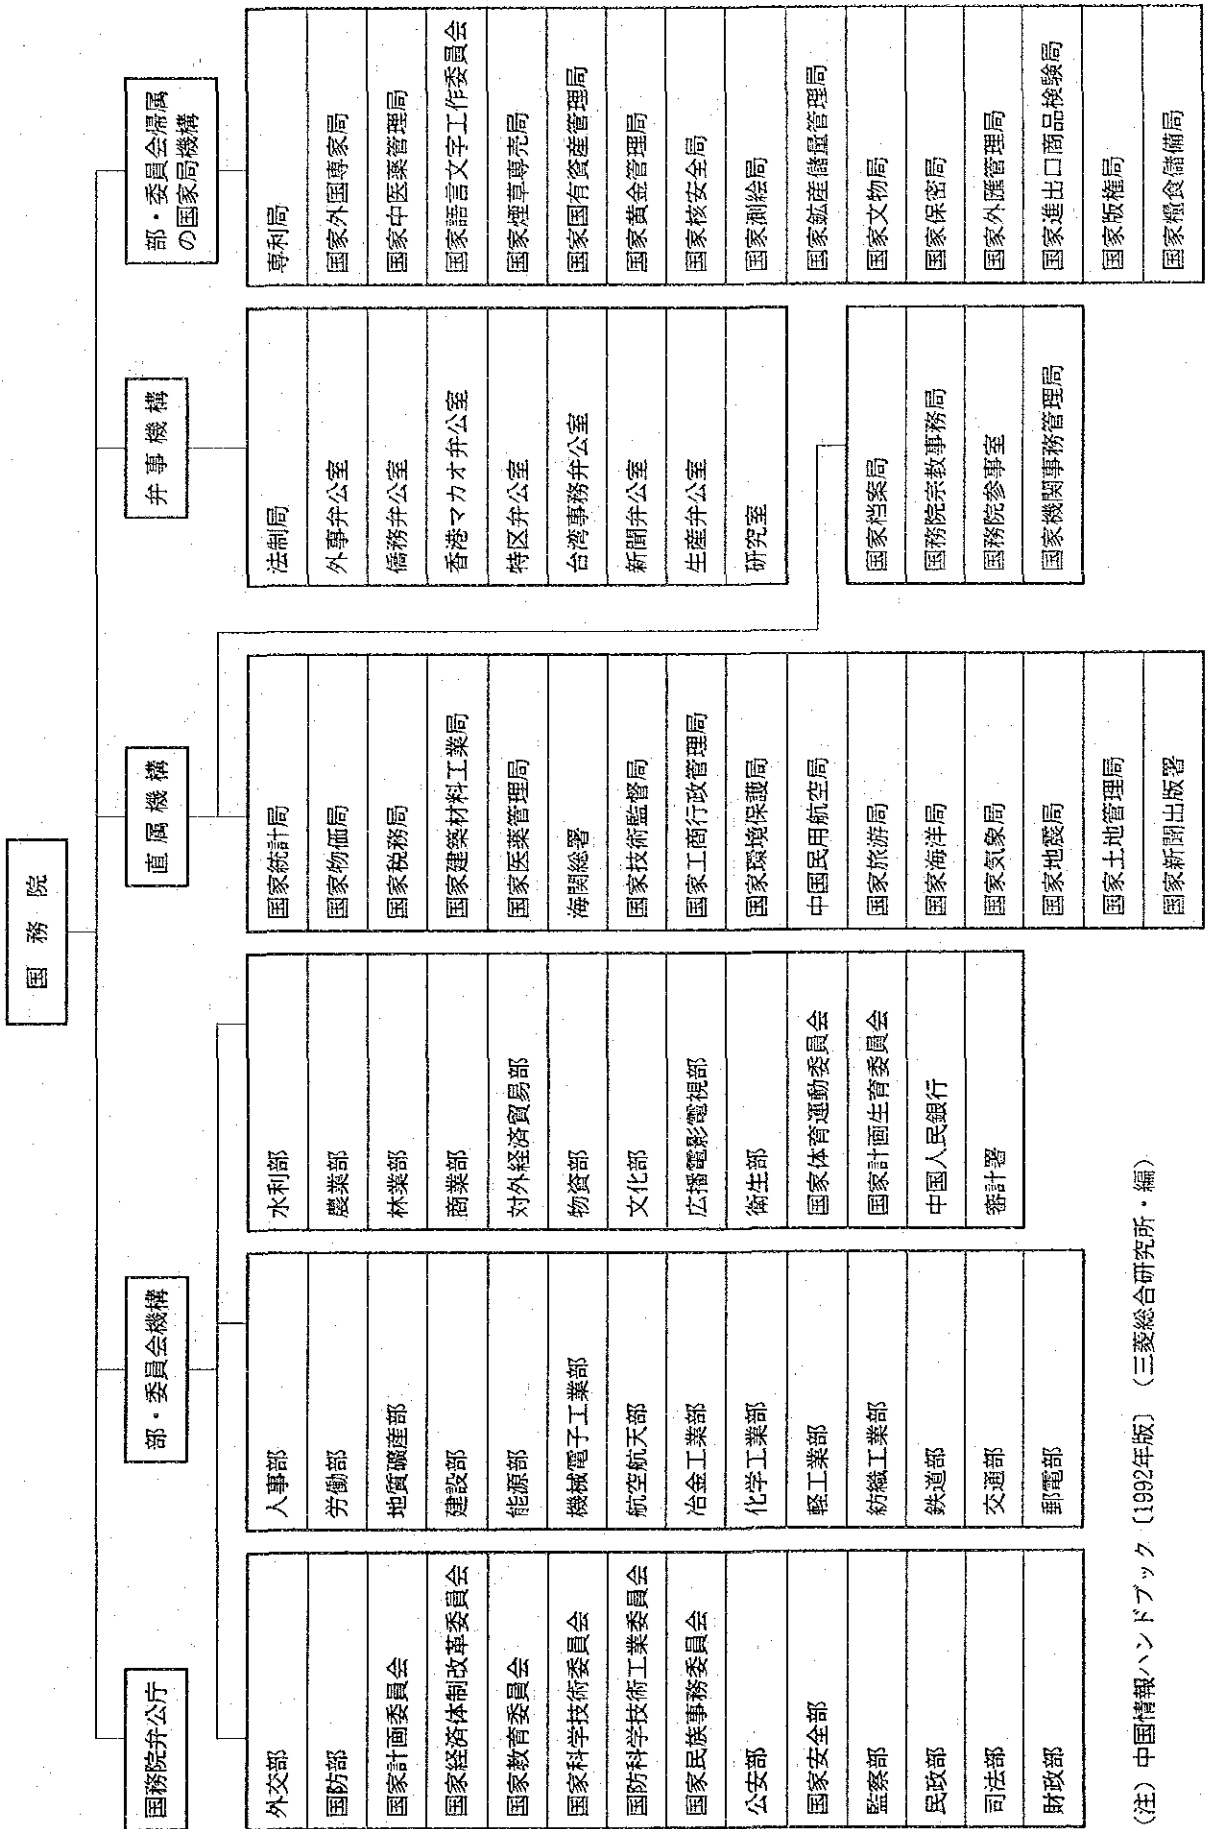 国務院
国務院弁公庁
部・委員会機構
直属機構
弁事機構
部・委員会帰属
の国家局機構
外交部
国防部
国家計画委員会
国家経済体制改革委員会
国家教育委員会
国家科学技術委員会
国防科学技術工業委員会
国家民族事務委員会
公安部
国家安全部
監察部
民政部
司法部
財政部
人事部
労働部
地質礦産部
建設部
能源部
機械電子工業部
航空航天部
冶金工業部
化学工業部
軽工業部
紡織工業部
鉄道部
交通部
郵電部
水利部
農業部
林業部
商業部
対外経済貿易部
物資部
文化部
広播電影電視部
衛生部
国家体育運動委員会
国家計画生育委員会
中国人民銀行
審計署
国家統計局
国家物価局
国家税務局
国家建築材料工業局
国家医薬管理局
海関総署
国家技術監督局
国家工商行政管理局
国家環境保護局
中国民用航空局
国家旅游局
国家海洋局
国家気象局
国家地震局
国家土地管理局
国家新聞出版署
法制局
外事弁公室
僑務弁公室
香港マカオ弁公室
特区弁公室
台湾事務弁公室
新聞弁公室
生産弁公室
研究室
国家档案局
国務院宗教事務局
国務院参事室
国家機関事務管理局
専利局
国家外国専家局
国家中医薬管理局
国家語言文字工作委員会
国家煙草専売局
国家国有資産管理局
国家黄金管理局
国家核安全局
国家測絵局
国家鉱産儲量管理局
国家文物局
国家保密局
国家外匯管理局
国家進出口商品検験局
国家版権局
国家糧食儲備局
(注) 中国情報ハンドブック〔1992年版〕 (三菱総合研究所・編)